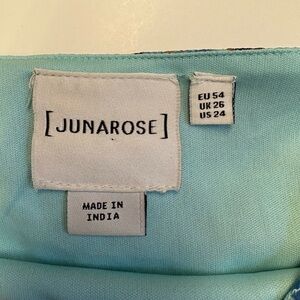 [JUNAROSE]
EU 54
UK 26
US 24
MADE IN
INDIA